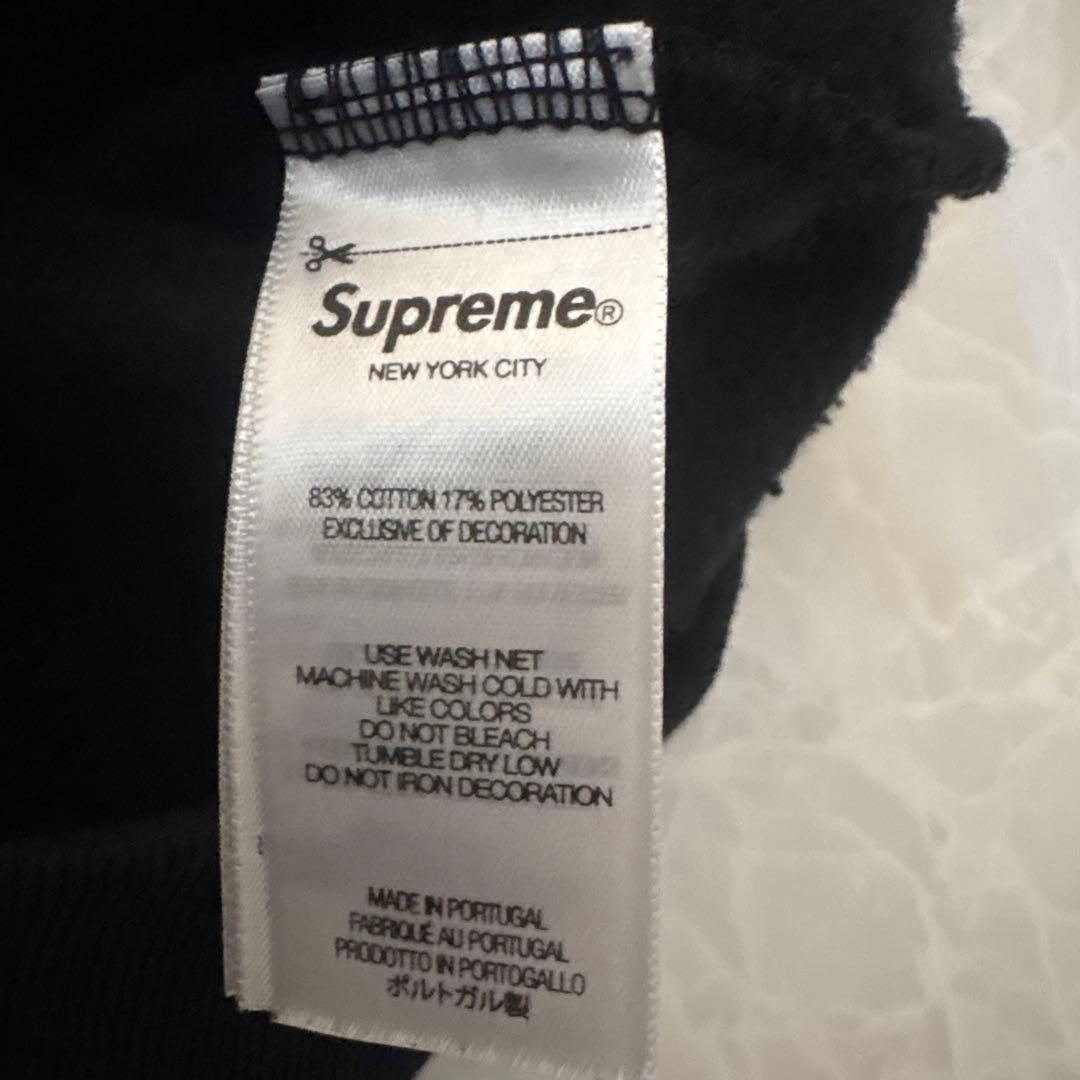 Supreme®
NEW YORK CITY
83% COTTON 17% POLYESTER
EXCLUSIVE OF DECORATION
USE WASH NET
MACHINE WASH COLD WITH
LIKE COLORS
DO NOT BLEACH
TUMBLE DRY LOW
DO NOT IRON DECORATION
MADE IN PORTUGAL
FABRIQUÉ AU PORTUGAL
PRODOTTO IN PORTOGALLO
ポルトガル製